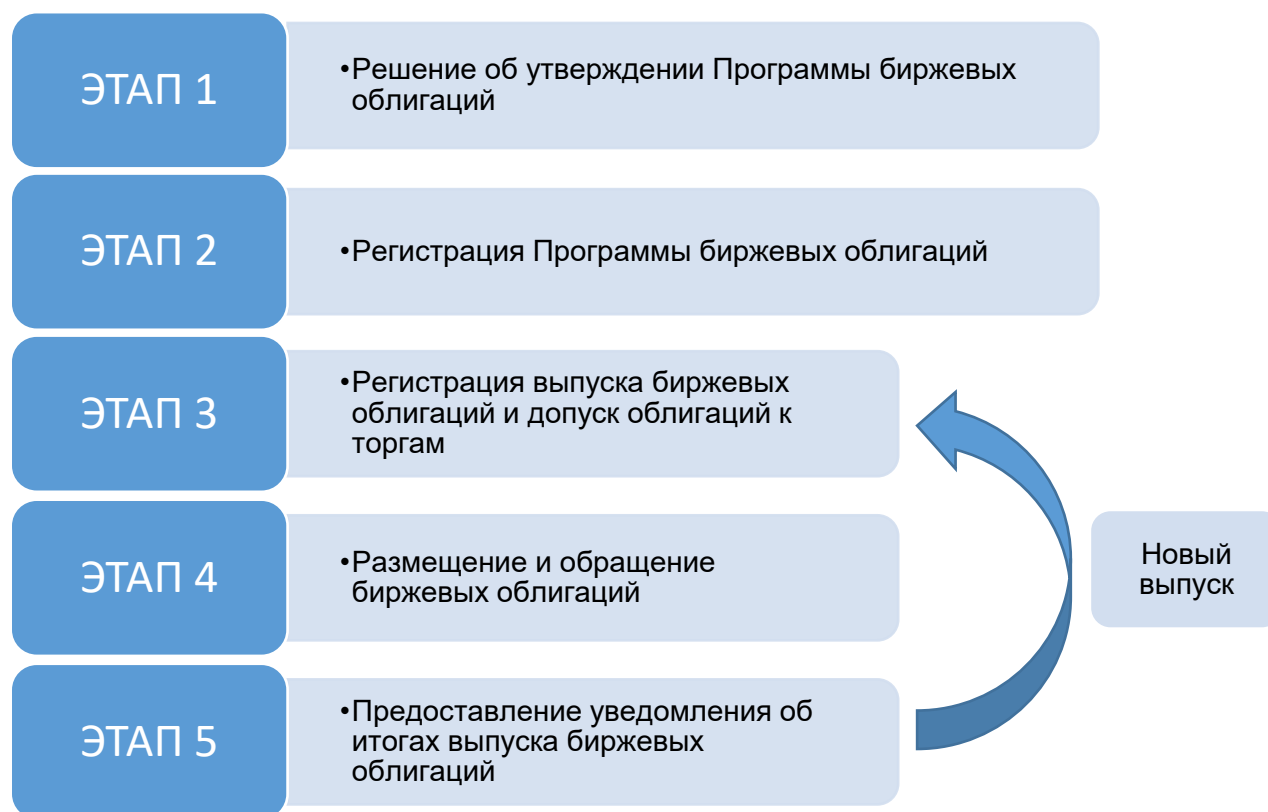 ЭТАП 1
•Решение об утверждении Программы биржевых
облигаций
ЭТАП 2
•Регистрация Программы биржевых облигаций
ЭТАП 3
•Регистрация выпуска биржевых
облигаций и допуск облигаций к
торгам
ЭТАП 4
•Размещение и обращение
биржевых облигаций
Новый
выпуск
ЭТАП 5
•Предоставление уведомления об
итогах выпуска биржевых
облигаций